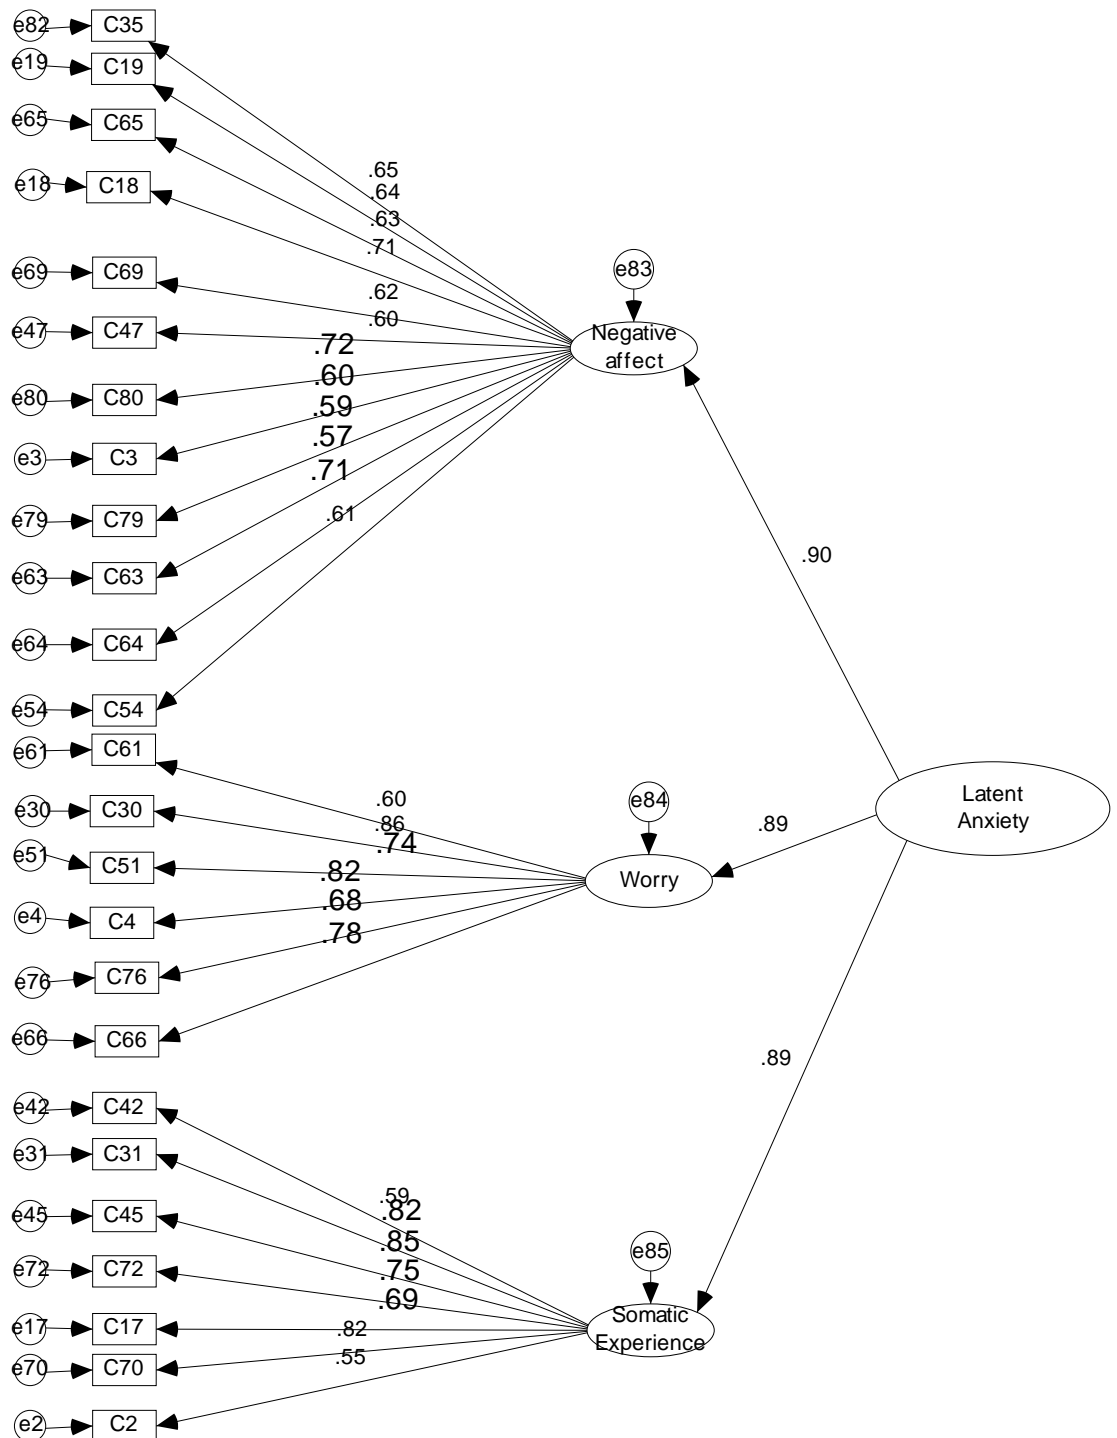 e82 C35
e19 C19
e65 C65
.65
e18 C18
.64
.63
.71
e69 C69
e83
.62
.60
e47 C47
Negative
affect
.72
.60
e80 C80
.59
.57
e3 C3
.71
.61
e79 C79
.90
e63 C63
e64 C64
e54 C54
e61 C61
Latent
Anxiety
.60
e84
e30 C30
.86
.89
.74
e51 C51
.82
Worry
.68
e4 C4
.78
e76 C76
e66 C66
.89
e42 C42
e31 C31
.59
.82
e45 C45
.85
e85
e72 C72
.75
.69
Somatic
Experience
e17 C17
.82
.55
e70 C70
e2 C2